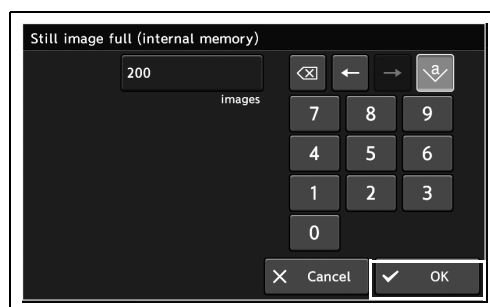 Still image full (internal memory)
200
images
a
7 8 9
4 5 6
1 2 3
0
Cancel OK